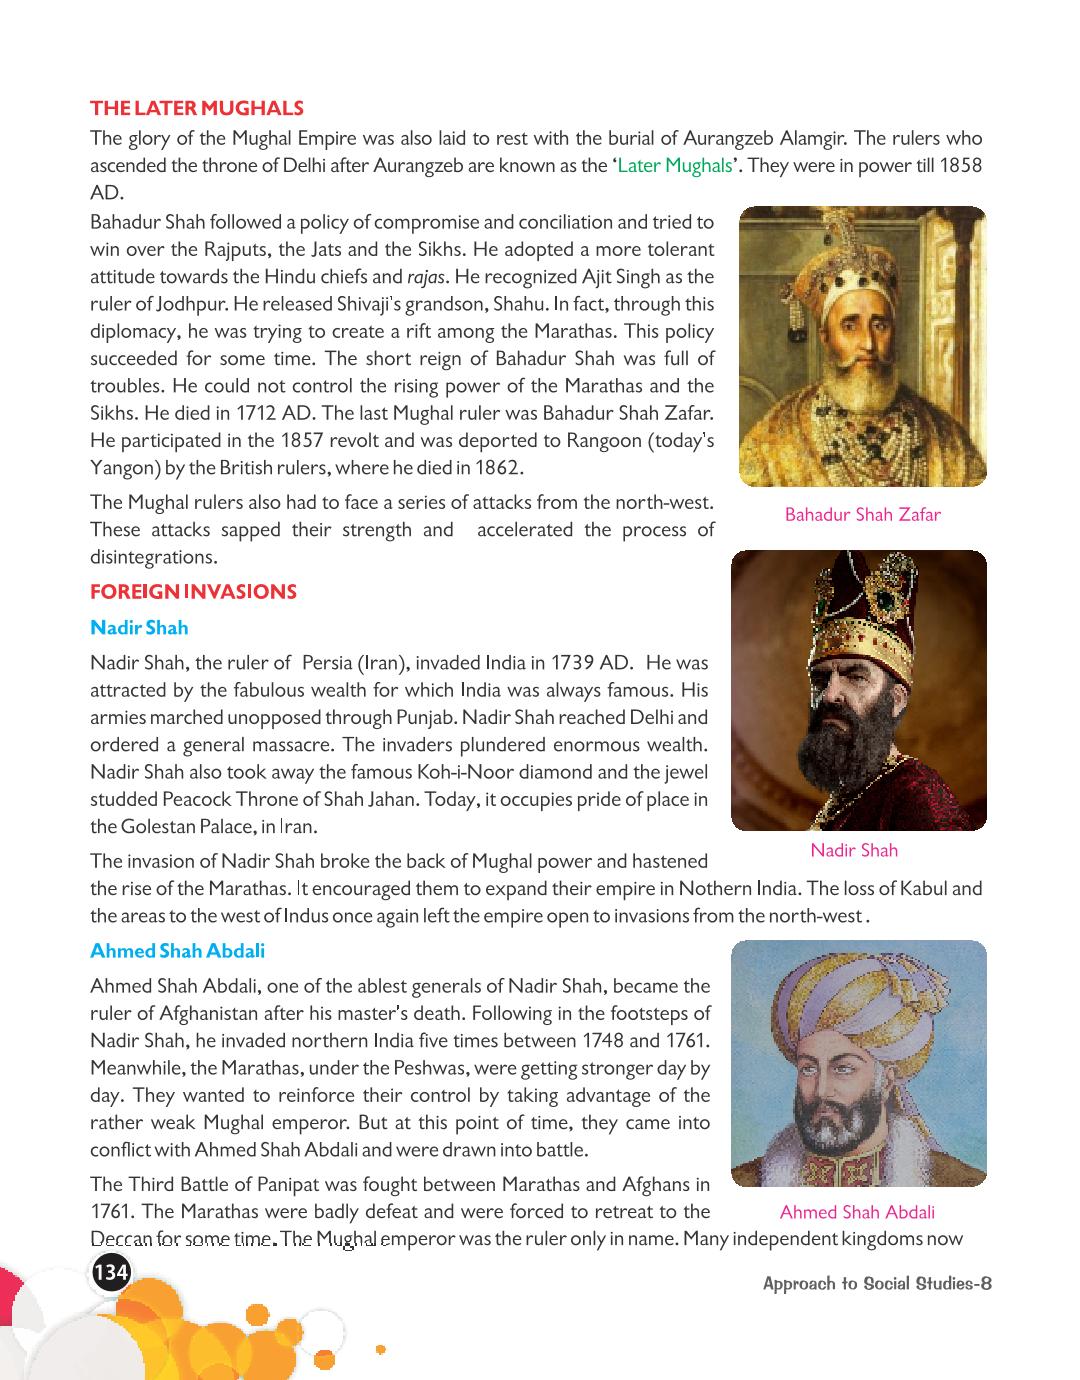 THE LATER MUGHALS
The glory of the Mughal Empire was also laid to rest with the burial of Aurangzeb Alamgir. The rulers who
ascended the throne of Delhi after Aurangzeb are known as the ‘Later Mughals’. They were in power till 1858
AD.
Bahadur Shah followed a policy of compromise and conciliation and tried to
win over the Rajputs, the Jats and the Sikhs. He adopted a more tolerant
attitude towards the Hindu chiefs and rajas. He recognized Ajit Singh as the
ruler of Jodhpur. He released Shivaji's grandson, Shahu. In fact, through this
diplomacy, he was trying to create a rift among the Marathas. This policy
succeeded for some time. The short reign of Bahadur Shah was full of
troubles. He could not control the rising power of the Marathas and the
Sikhs. He died in 1712 AD. The last Mughal ruler was Bahadur Shah Zafar.
He participated in the 1857 revolt and was deported to Rangoon (today's
Yangon) by the British rulers, where he died in 1862.
Bahadur Shah Zafar
The Mughal rulers also had to face a series of attacks from the north-west.
These attacks sapped their strength and accelerated the process of
disintegrations.
FOREIGN INVASIONS
Nadir Shah
Nadir Shah, the ruler of Persia (Iran), invaded India in 1739 AD. He was
attracted by the fabulous wealth for which India was always famous. His
armies marched unopposed through Punjab. Nadir Shah reached Delhi and
ordered a general massacre. The invaders plundered enormous wealth.
Nadir Shah also took away the famous Koh-i-Noor diamond and the jewel
studded Peacock Throne of Shah Jahan. Today, it occupies pride of place in
the Golestan Palace, in Iran.
Nadir Shah
The invasion of Nadir Shah broke the back of Mughal power and hastened
the rise of the Marathas. It encouraged them to expand their empire in Nothern India. The loss of Kabul and
the areas to the west of Indus once again left the empire open to invasions from the north-west .
Ahmed Shah Abdali
Ahmed Shah Abdali, one of the ablest generals of Nadir Shah, became the
ruler of Afghanistan after his master's death. Following in the footsteps of
Nadir Shah, he invaded northern India five times between 1748 and 1761.
Meanwhile, the Marathas, under the Peshwas, were getting stronger day by
day. They wanted to reinforce their control by taking advantage of the
rather weak Mughal emperor. But at this point of time, they came into
conflict with Ahmed Shah Abdali and were drawn into battle.
Ahmed Shah Abdali
The Third Battle of Panipat was fought between Marathas and Afghans in
1761. The Marathas were badly defeat and were forced to retreat to the
Deccan for some time. The Mughal emperor was the ruler only in name. Many independent kingdoms now
134
Approach to Social Studies-8